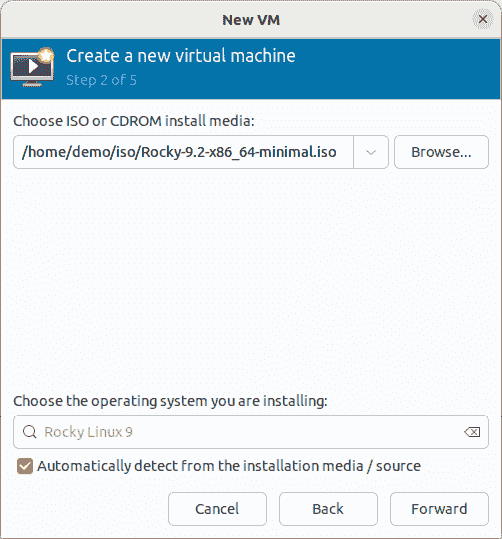 New VM
Create a new virtual machine
Step 2 of 5
Choose ISO or CDROM install media:
/home/demo/iso/Rocky-9.2-x86_64-minimal.iso
Browse...
Choose the operating system you are installing:
Rocky Linux 9
Automatically detect from the installation media / source
Cancel
Back
Forward